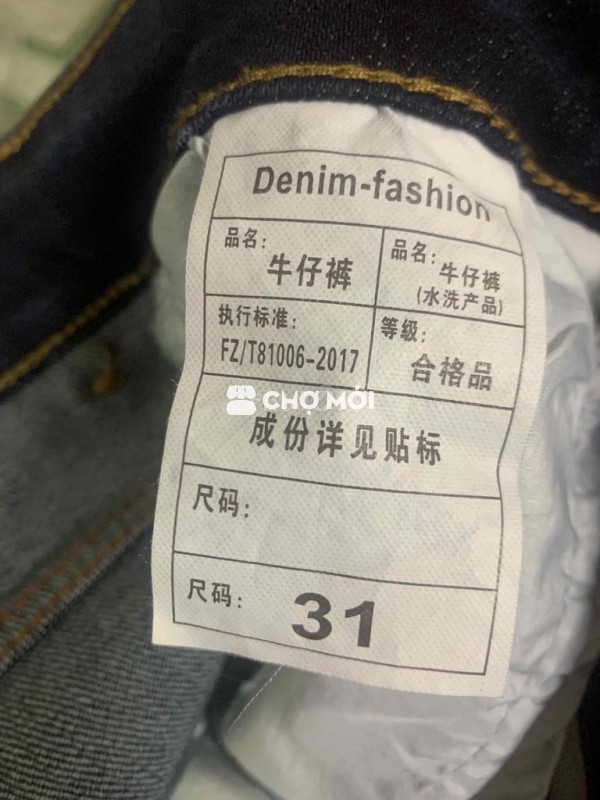 Denim-fashion
品名: 牛仔裤
品名: 牛仔裤
(水洗产品)
执行标准:
FZ/T81006-2017
等级:
合格品
CHỢ MỚI
成份详见贴标
尺码:
尺码: 31